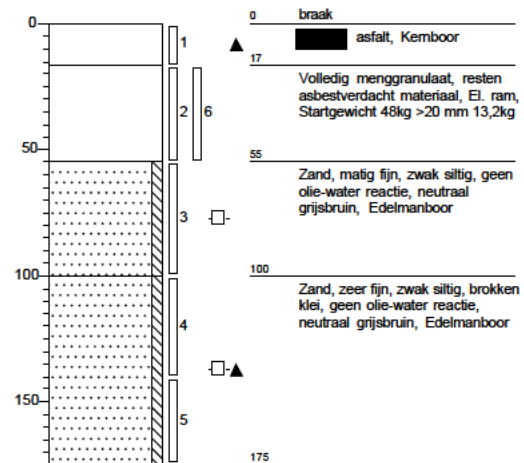 0
0 braak
1
asfalt, Kernboor
17
2
6
Volledig menggranulaat, resten
asbestverdacht materiaal, El. ram,
Startgewicht 48kg >20 mm 13,2kg
50
55
Zand, matig fijn, zwak siltig, geen
olie-water reactie, neutraal
grijsbruin, Edelmanboor
3
100
100
Zand, zeer fijn, zwak siltig, brokken
klei, geen olie-water reactie,
neutraal grijsbruin, Edelmanboor
4
150
5
175